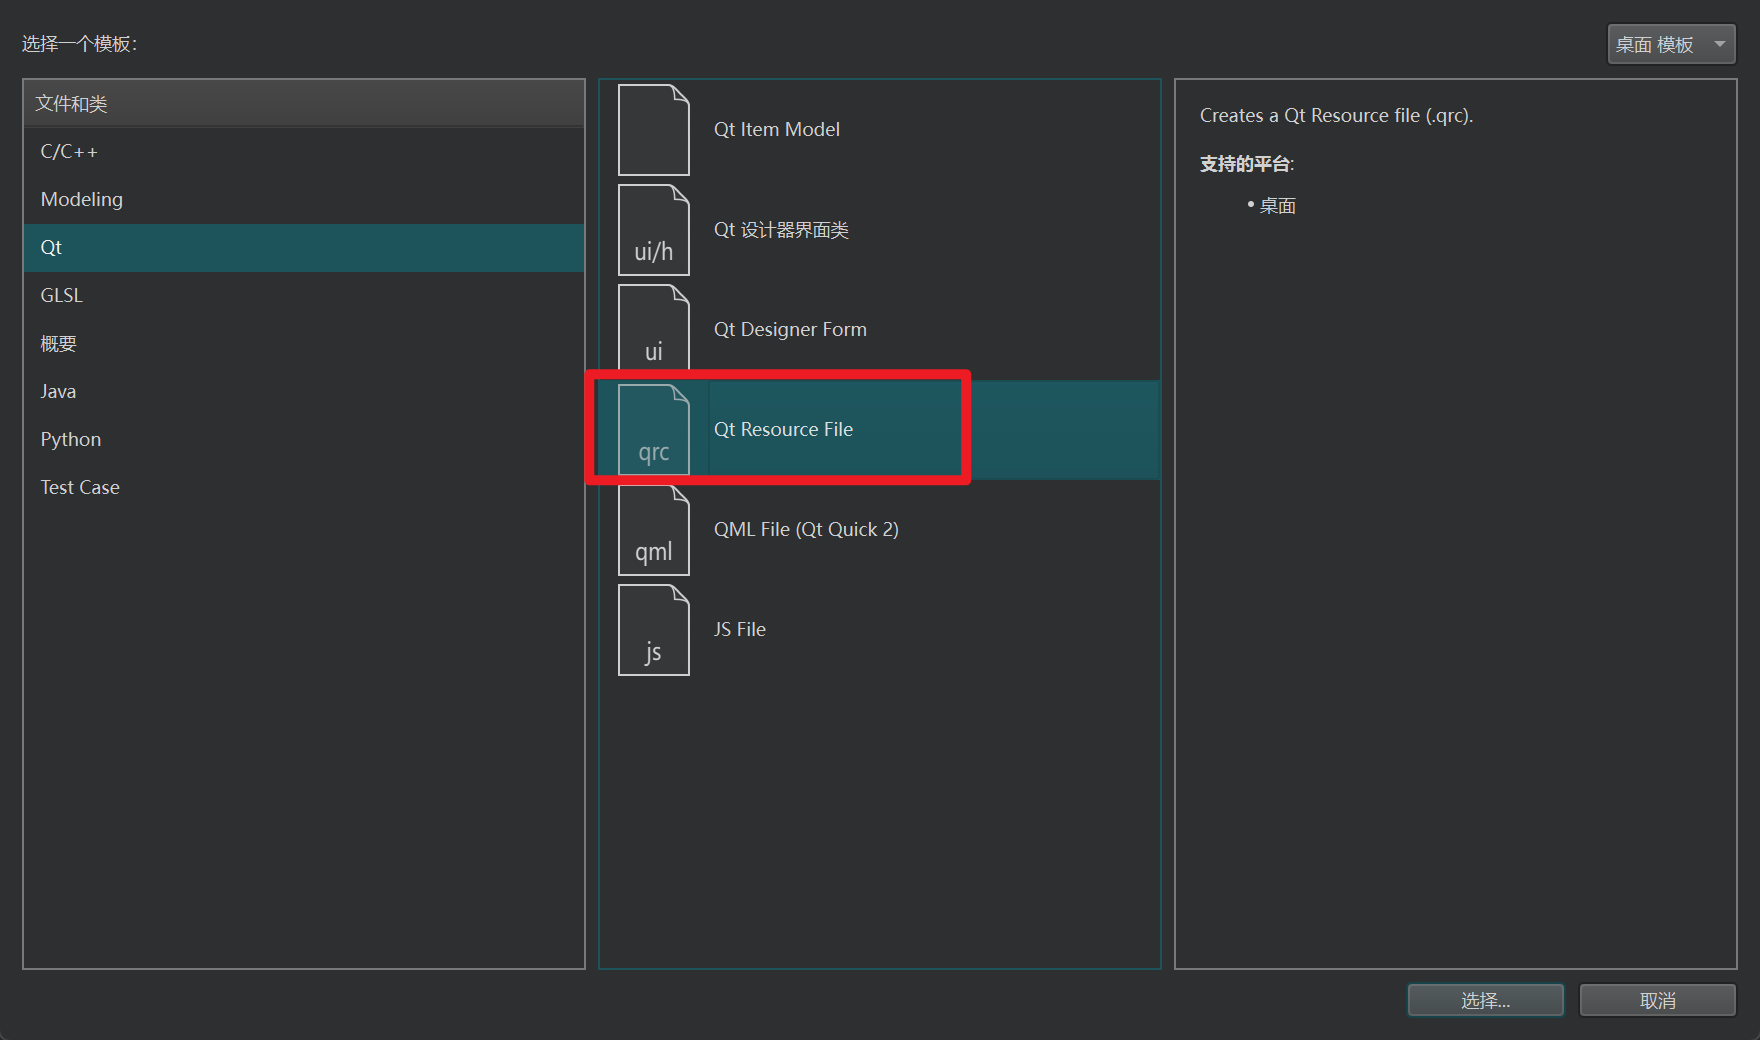 选择一个模板：
桌面 模板
文件和类
C/C++
Modeling
Qt
GLSL
概要
Java
Python
Test Case
Qt Item Model
ui/h
Qt 设计器界面类
ui
Qt Designer Form
qrc
Qt Resource File
qml
QML File (Qt Quick 2)
js
JS File
Creates a Qt Resource file (.qrc).
支持的平台:
• 桌面
选择...
取消